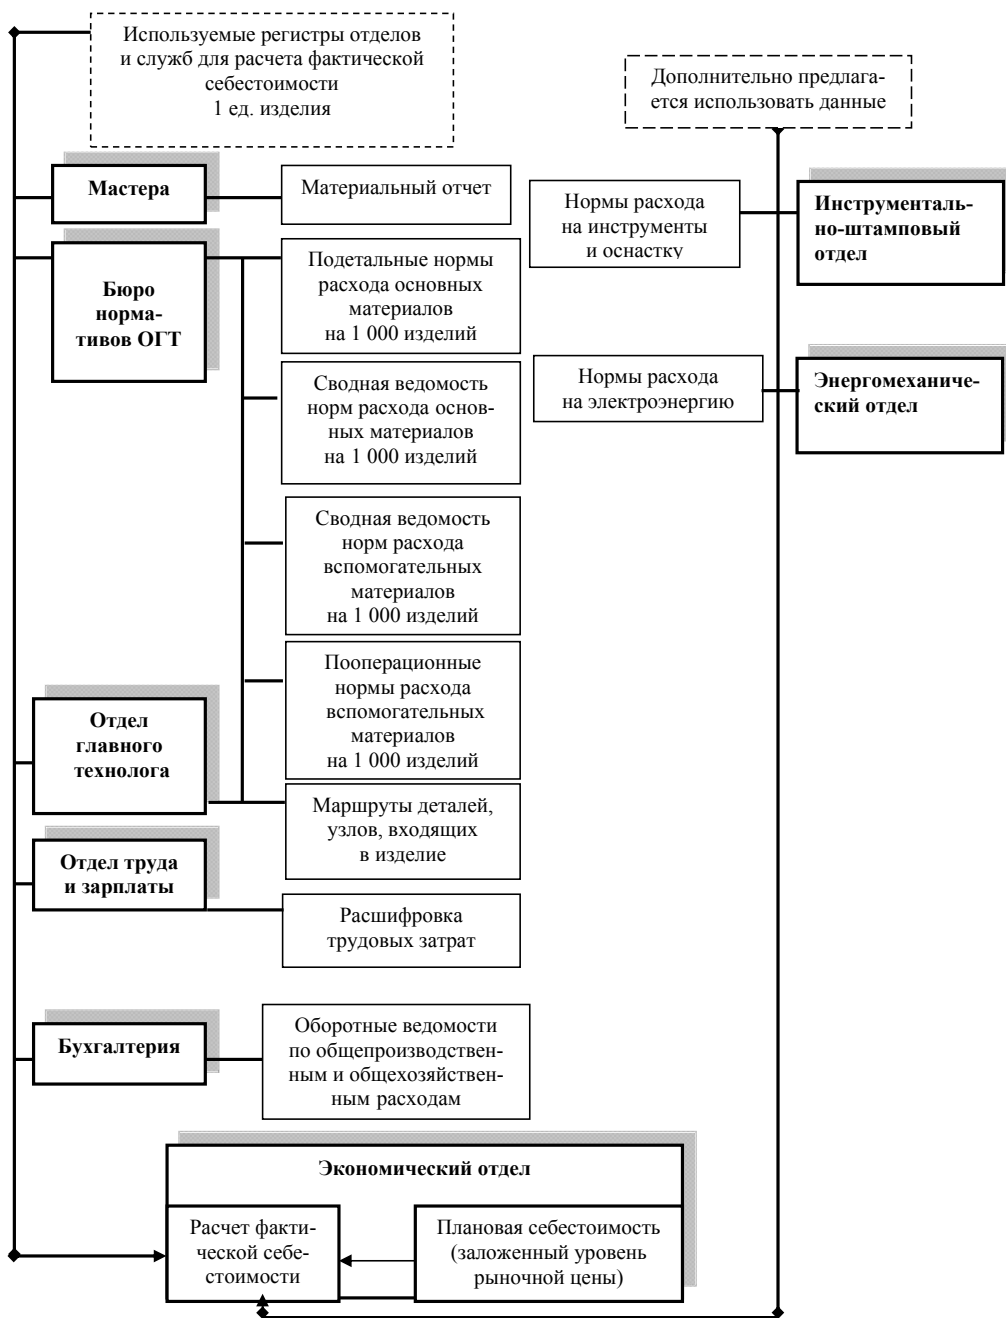 Используемые регистры отделов
и служб для расчета фактической
себестоимости
1 ед. изделия
Дополнительно предлага-
ется использовать данные
Мастера
Материальный отчет
Нормы расхода
на инструменты
и оснастку
Инструменталь-
но-штамповый
отдел
Бюро
норма-
тивов ОГТ
Подетальные нормы
расхода основных
материалов
на 1 000 изделий
Сводная ведомость
норм расхода основ-
ных материалов
на 1 000 изделий
Нормы расхода
на электроэнергию
Энергомеханиче-
ский отдел
Сводная ведомость
норм расхода
вспомогательных
материалов
на 1 000 изделий
Пооперационные
нормы расхода
вспомогательных
материалов
на 1 000 изделий
Отдел
главного
технолога
Маршруты деталей,
узлов, входящих
в изделие
Отдел труда
и зарплаты
Расшифровка
трудовых затрат
Бухгалтерия
Оборотные ведомости
по общепроизводствен-
ным и общехозяйствен-
ным расходам
Экономический отдел
Расчет факти-
ческой себе-
стоимости
Плановая себестоимость
(заложенный уровень
рыночной цены)